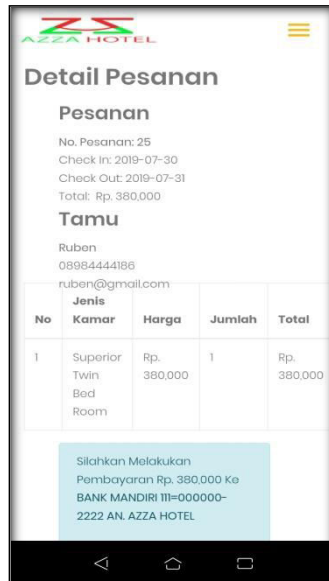 AZZA HOTEL
Detail Pesanan
Pesanan
No. Pesanan: 25
Check In: 2019-07-30
Check Out: 2019-07-31
Total: Rp. 380,000
Tamu
Ruben
08984444186
ruben@gmail.com
No Jenis Kamar Harga Jumlah Total
1 Superior Twin Bed Room Rp. 380,000 1 Rp. 380,000
Silahkan Melakukan
Pembayaran Rp. 380,000 Ke
BANK MANDIRI 111=000000-
2222 AN. AZZA HOTEL